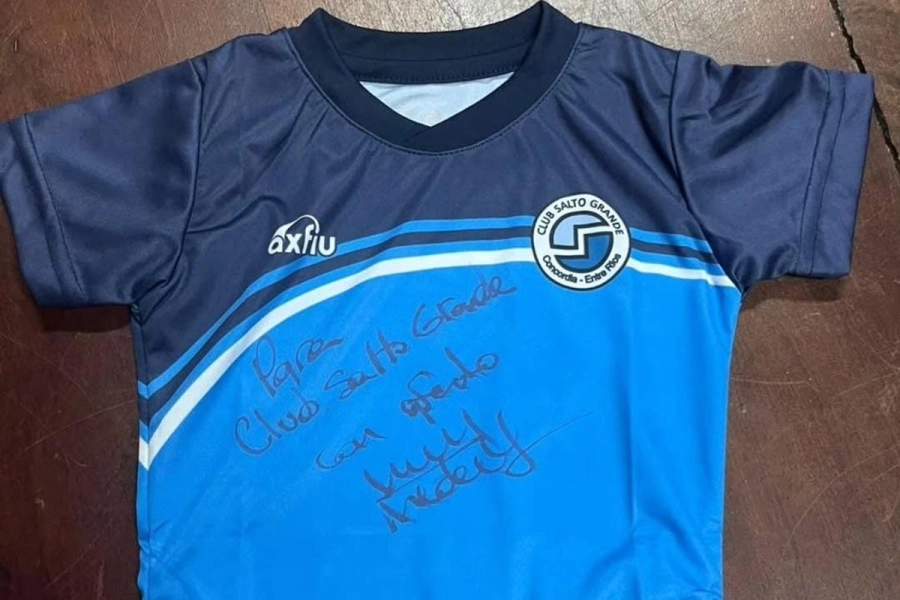 axfiu
CLUB SALTO GRANDE
Concordia - Entre Ríos
Para
Club Salto Grande
con afecto